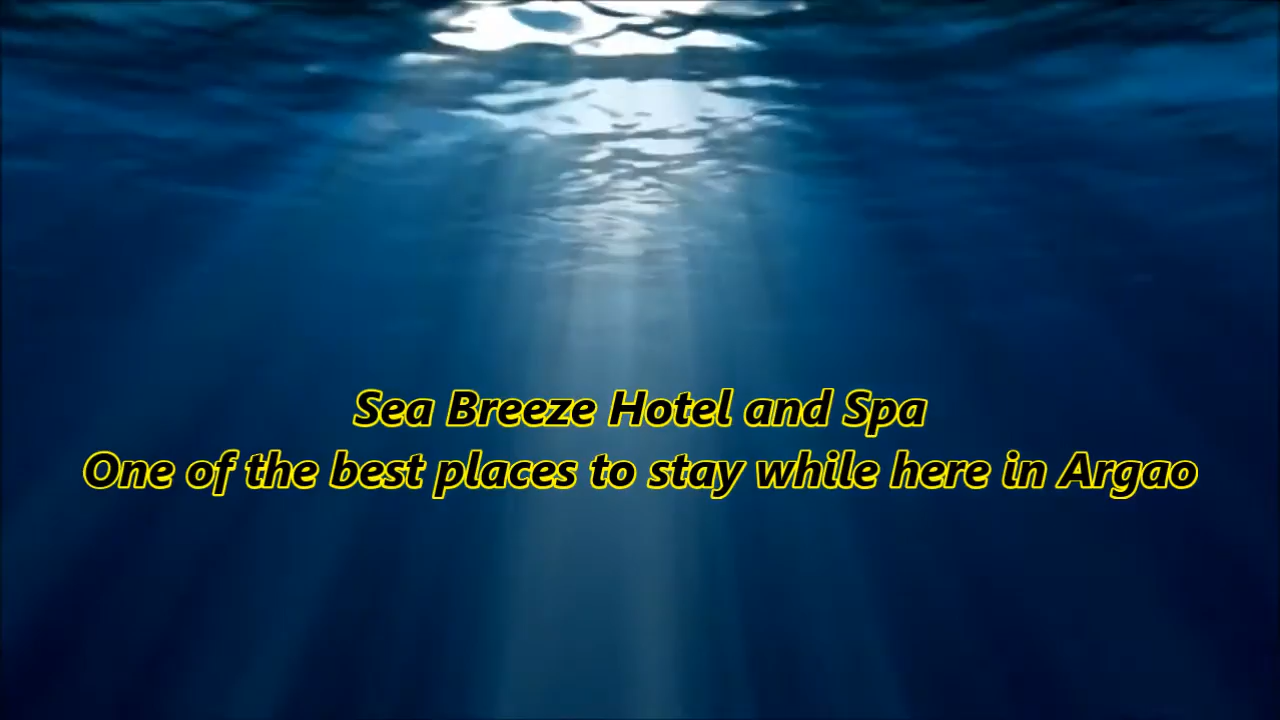 Sea Breeze Hotel and Spa
One of the best places to stay while here in Argao